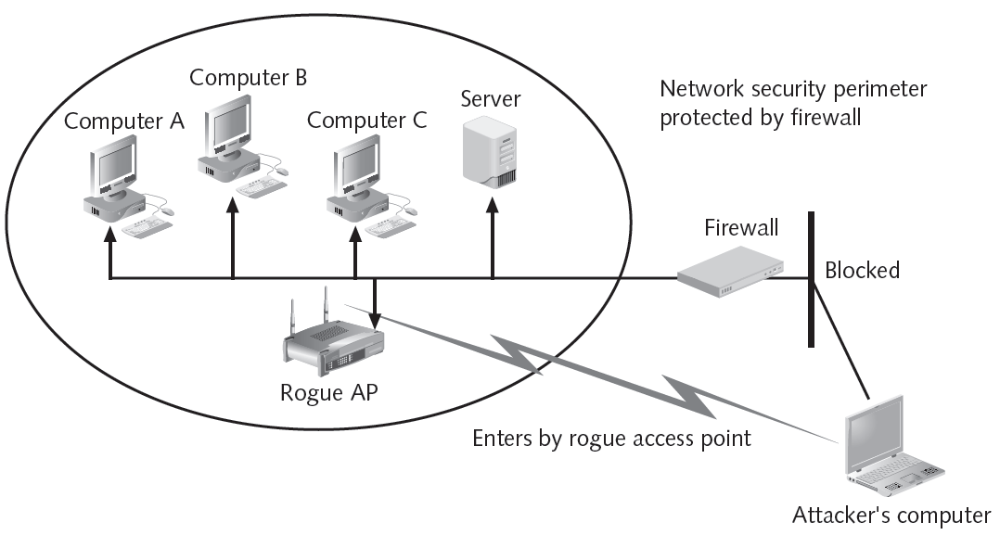 Computer B
Computer A
Computer C
Server
Network security perimeter
protected by firewall
Firewall
Blocked
Rogue AP
Enters by rogue access point
Attacker's computer